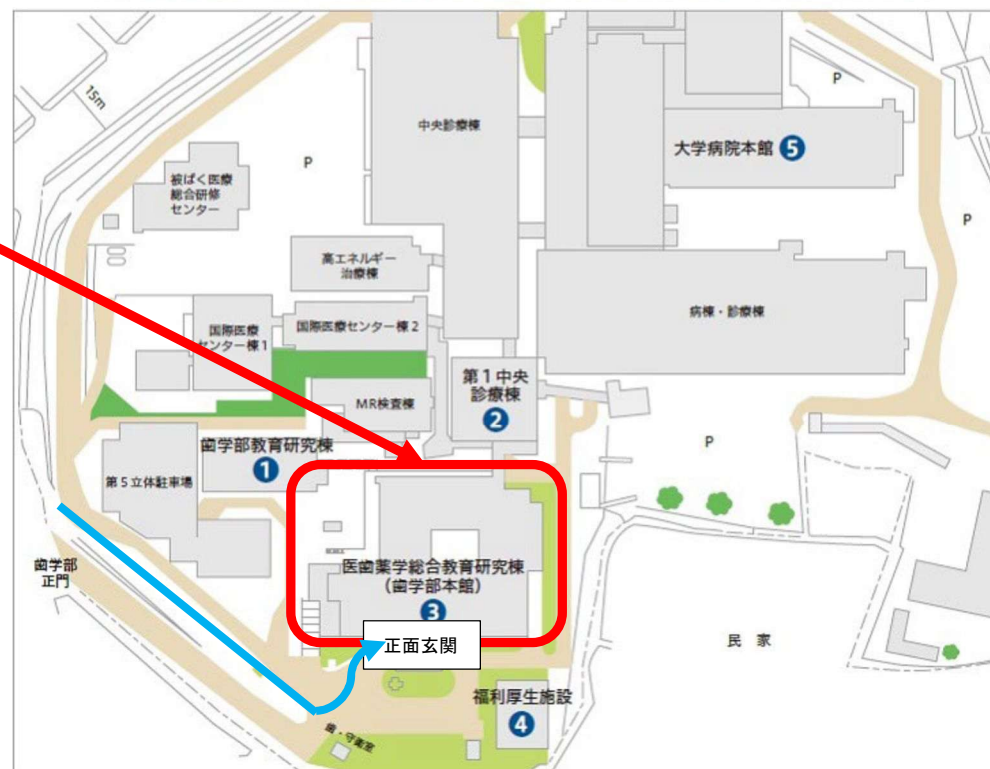 15m
P
中央診療棟
P
大学病院本館 5
被ばく医療
総合研修
センター
P
高エネルギー
治療棟
国際医療
センター棟1
国際医療センター棟2
病棟・診療棟
第1中央
診療棟
2
MR検査棟
P
歯学部教育研究棟
1
第5立体駐車場
歯学部
正門
医歯薬学総合教育研究棟
(歯学部本館)
3
正面玄関
民 家
福利厚生施設
4
歯・守衛室